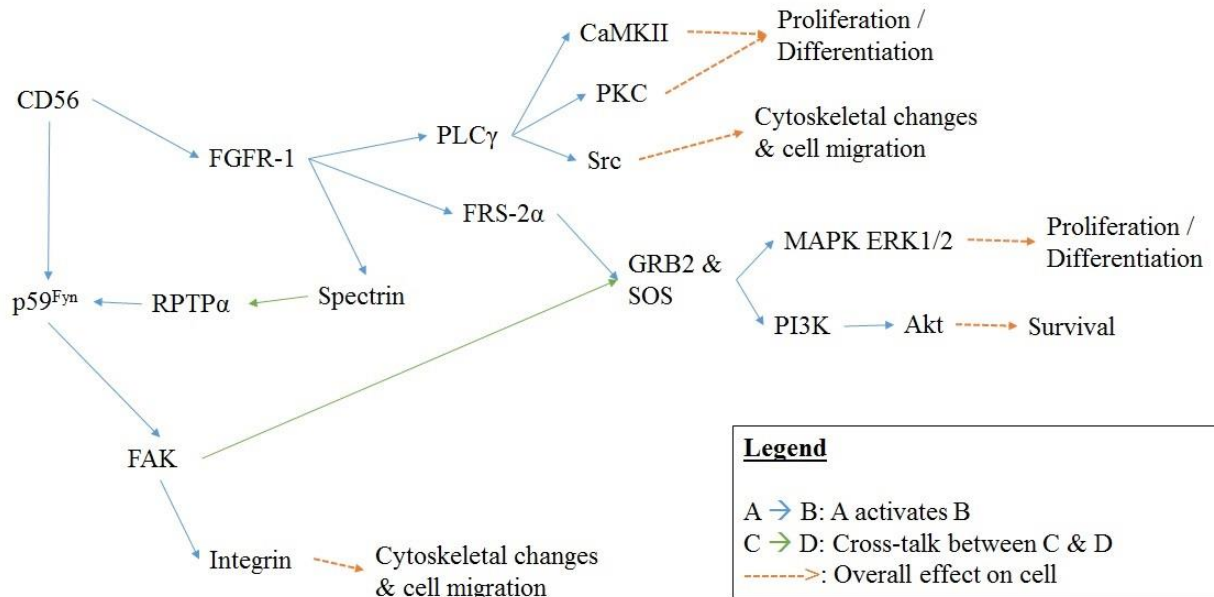 CaMKII
Proliferation /
Differentiation
CD56
PKC
PLCγ
Cytoskeletal changes
& cell migration
FGFR-1
Src
FRS-2α
MAPK ERK1/2
Proliferation /
Differentiation
GRB2 &
SOS
p59Fyn
RPTPα
Spectrin
PI3K
Akt
Survival
FAK
Integrin
Cytoskeletal changes
& cell migration
Legend
A → B: A activates B
C → D: Cross-talk between C & D
------>: Overall effect on cell